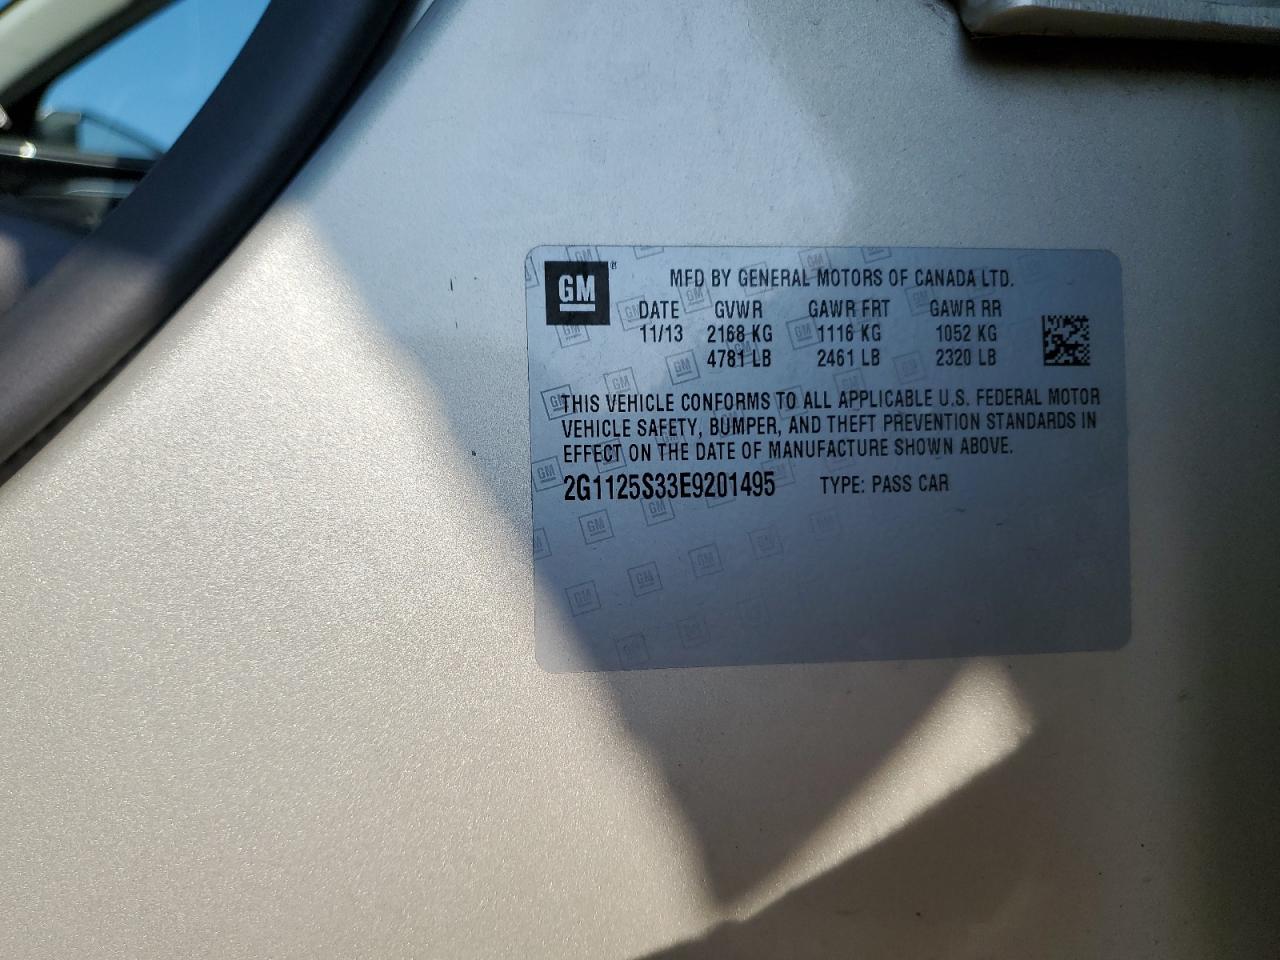 GM
MFD BY GENERAL MOTORS OF CANADA LTD.
DATE GVWR GAWR FRT GAWR RR
11/13 2168 KG 1116 KG 1052 KG
4781 LB 2461 LB 2320 LB
THIS VEHICLE CONFORMS TO ALL APPLICABLE U.S. FEDERAL MOTOR
VEHICLE SAFETY, BUMPER, AND THEFT PREVENTION STANDARDS IN
EFFECT ON THE DATE OF MANUFACTURE SHOWN ABOVE.
2G1125S33E9201495 TYPE: PASS CAR